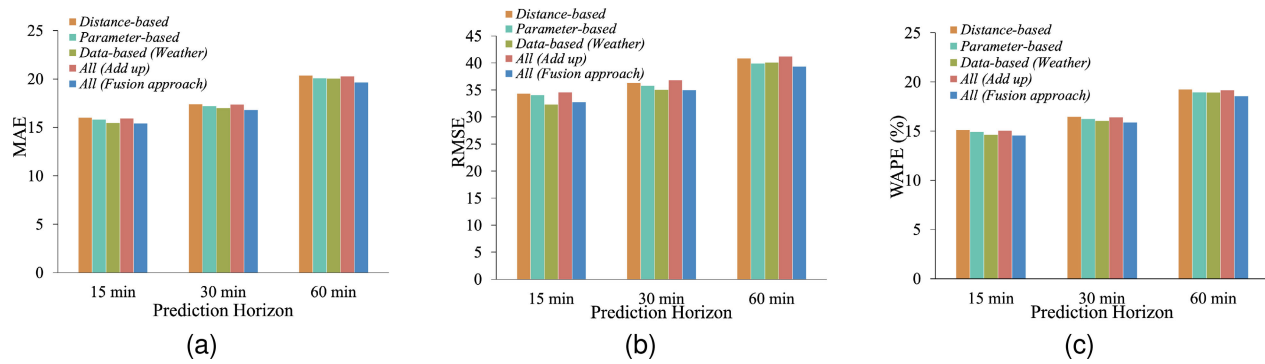 25
20
15
10
5
0
MAE
Distance-based
Parameter-based
Data-based (Weather)
All (Add up)
All (Fusion approach)
15 min
30 min
60 min
Prediction Horizon
(a)
45
40
35
30
25
20
15
10
5
0
RMSE
Distance-based
Parameter-based
Data-based (Weather)
All (Add up)
All (Fusion approach)
15 min
30 min
60 min
Prediction Horizon
(b)
25
20
15
10
5
0
WAPE (%)
Distance-based
Parameter-based
Data-based (Weather)
All (Add up)
All (Fusion approach)
15 min
30 min
60 min
Prediction Horizon
(c)